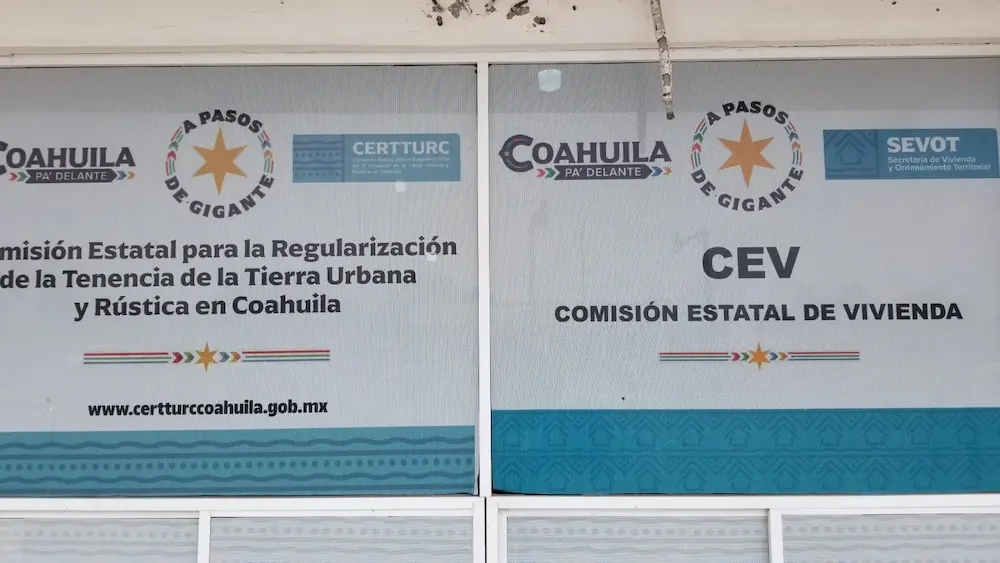 COAHUILA
PA' DELANTE
A PASOS
DE GIGANTE
CERTTURC
misión Estatal para la Regularización
de la Tenencia de la Tierra Urbana
y Rústica en Coahuila
www.certturccoahuila.gob.mx
COAHUILA
PA' DELANTE
A PASOS
DE GIGANTE
SEVOT
Secretaría de Vivienda
y Ordenamiento Territorial
CEV
COMISIÓN ESTATAL DE VIVIENDA